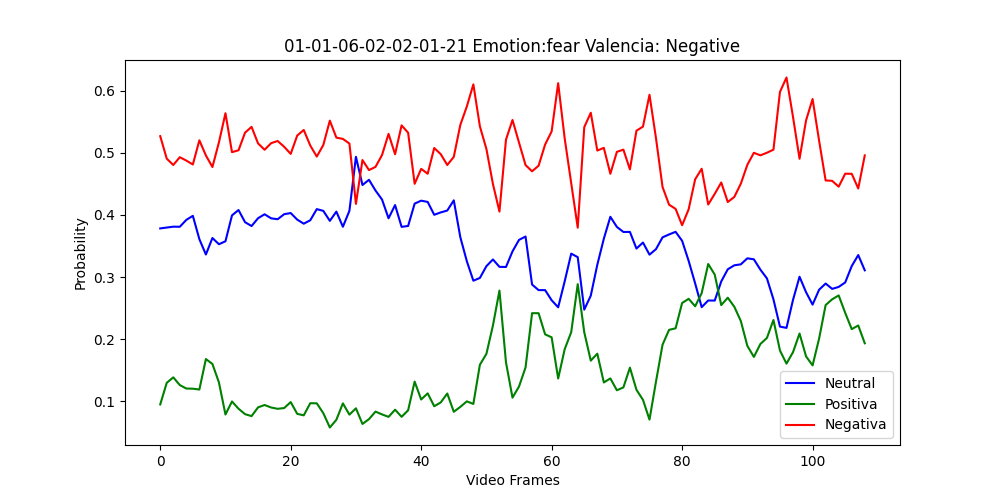 01-01-06-02-02-01-21 Emotion:fear Valencia: Negative
Probability
0.6
0.5
0.4
0.3
0.2
0.1
0 20 40 60 80 100
Video Frames
Neutral
Positiva
Negativa